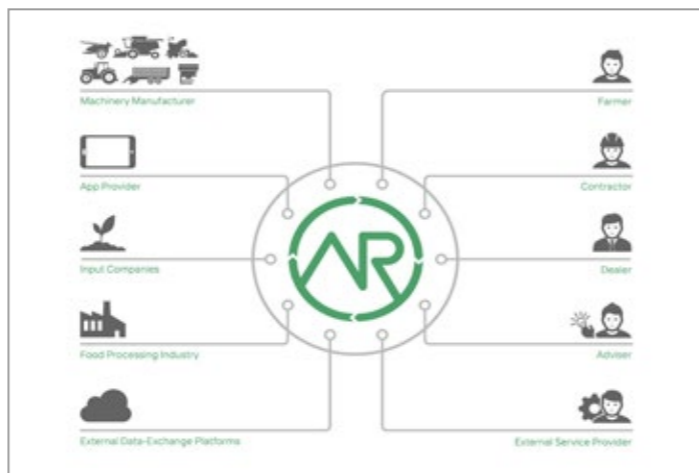 Machinery Manufacturer
Farmer
App Provider
Contractor
Input Companies
AR
Dealer
Food Processing Industry
Adviser
External Data-Exchange Platforms
External Service Provider